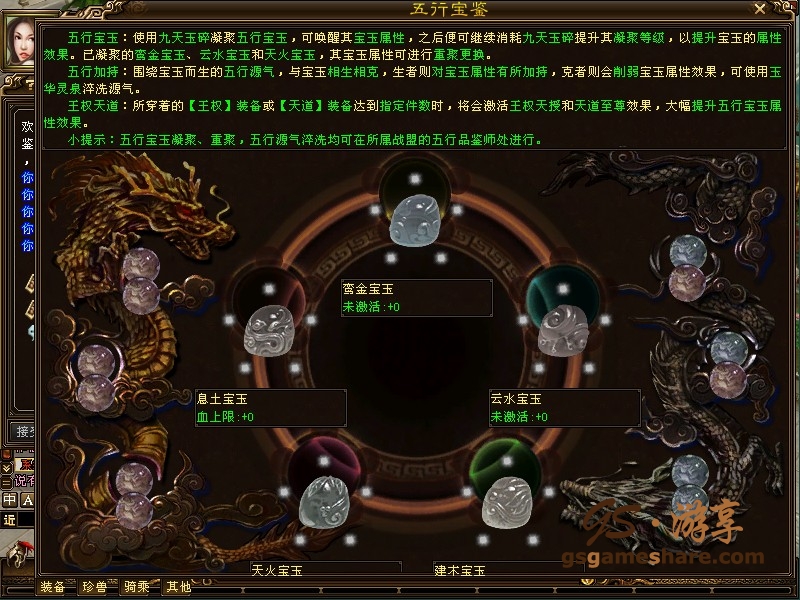 五行宝鉴
五行宝玉：使用九天玉碎凝聚五行宝玉，可唤醒其宝玉属性，之后便可继续消耗九天玉碎提升其凝聚等级，以提升宝玉的属性
效果。已凝聚的蛮金宝玉、云水宝玉和天火宝玉，其宝玉属性可进行重聚更换。
五行加持：围绕宝玉而生的五行源气，与宝玉相生相克，生者则对宝玉属性有所加持，克者则会削弱宝玉属性效果，可使用玉
华灵泉淬洗源气。
王权天道：所穿着的【王权】装备或【天道】装备达到指定件数时，将会激活王权天授和天道至尊效果，大幅提升五行宝玉属
性效果。
小提示：五行宝玉凝聚、重聚，五行源气淬洗均可在所属战盟的五行品鉴师处进行。
欢
鉴
，
你
你
你
你
你
蛮金宝玉
未激活:+0
息土宝玉
血上限:+0
云水宝玉
未激活:+0
接
中 A
近
GS·游享
gsgameshare.com
天火宝玉
建木宝玉
装备 珍兽 骑乘 其他